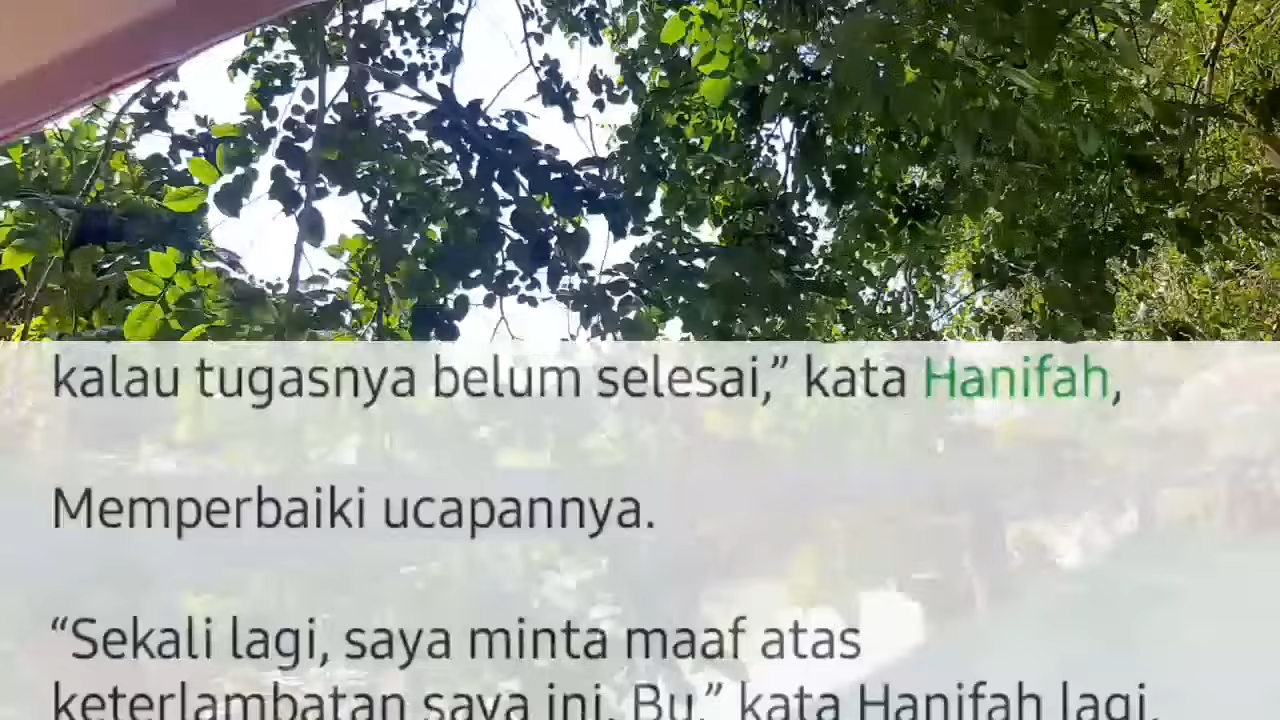 kalau tugasnya belum selesai,” kata Hanifah,
Memperbaiki ucapannya.
“Sekali lagi, saya minta maaf atas
keterlambatan saya ini, Bu,” kata Hanifah lagi.